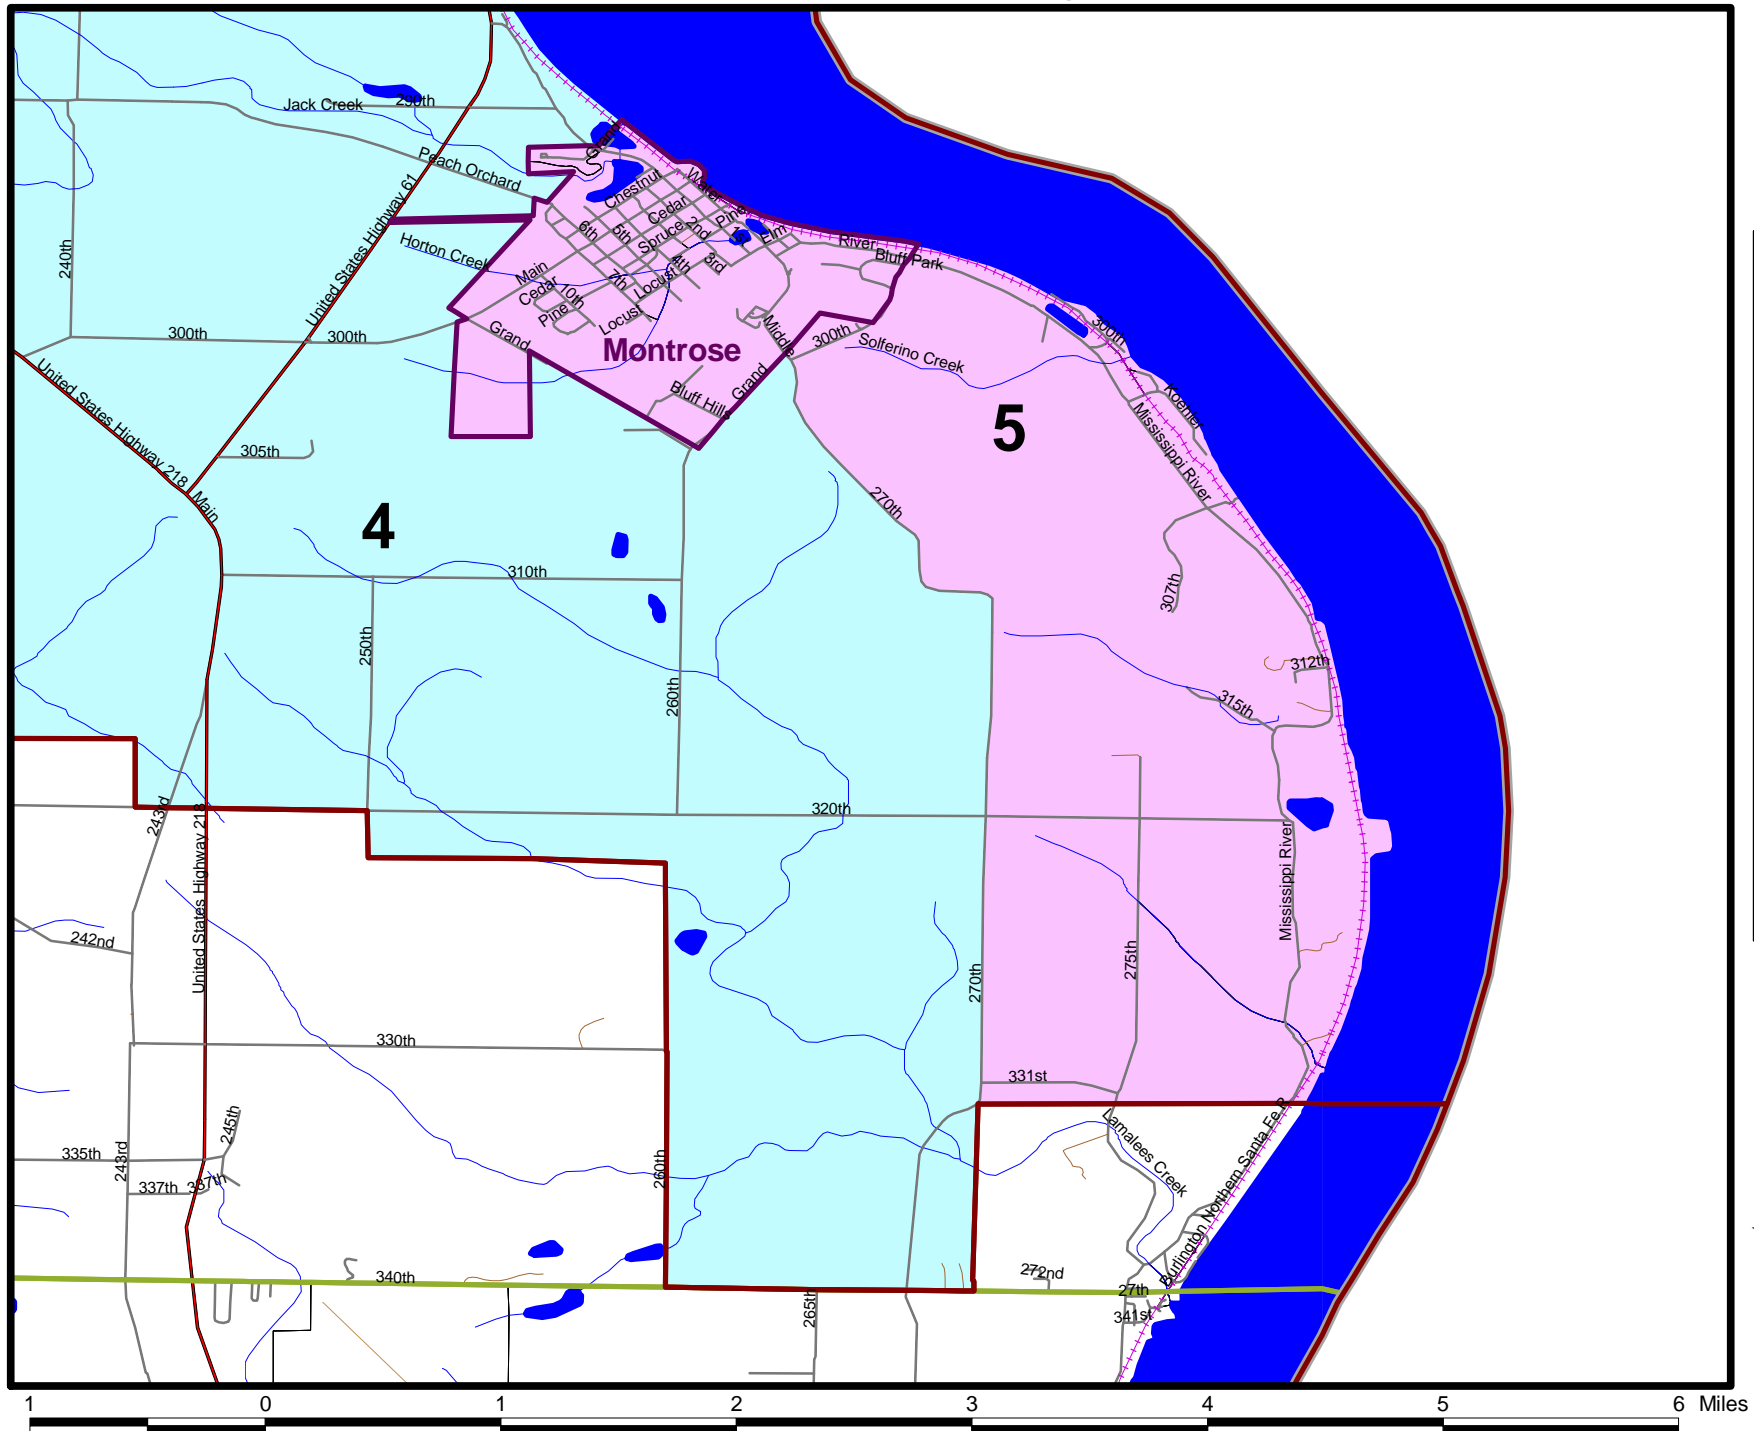 Jack Creek
290th
Grand
Peach Orchard
Chestnut
Water
240th
United States Highway 61
Cedar
Pine
6th
5th
Spruce
2nd
1st
Elm
River
Horton Creek
Bluff Park
Main
4th
3rd
7th
Locust
Cedar
10th
Pine
Locust
300th
300th
Grand
Middle
300th
300th
Montrose
Solferino Creek
United States Highway 218
Bluff Hills
Grand
Koehler
Mississippi River
5
305th
Main
4
270th
310th
307th
250th
312th
260th
315th
243rd
United States Highway 218
320th
Mississippi River
242nd
270th
275th
330th
331st
245th
Lamalees Creek
Burlington Northern Santa Fe R
335th
243rd
260th
337th
337th
340th
272nd
27th
265th
341st
1 0 1 2 3 4 5 6 Miles